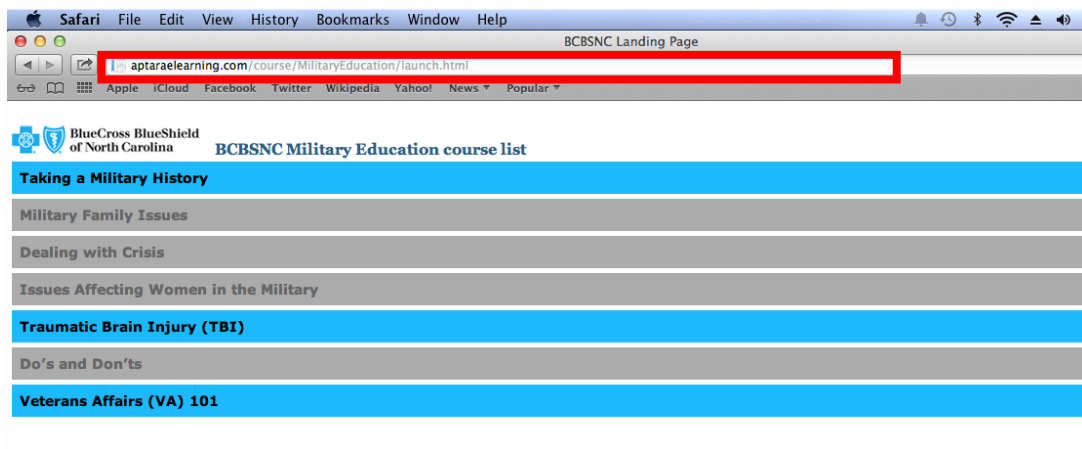 Safari File Edit View History Bookmarks Window Help
BCBSNC Landing Page
aptaraelearning.com/course/MilitaryEducation/launch.html
Apple iCloud Facebook Twitter Wikipedia Yahoo! News Popular
BlueCross BlueShield
of North Carolina
BCBSNC Military Education course list
Taking a Military History
Military Family Issues
Dealing with Crisis
Issues Affecting Women in the Military
Traumatic Brain Injury (TBI)
Do's and Don'ts
Veterans Affairs (VA) 101